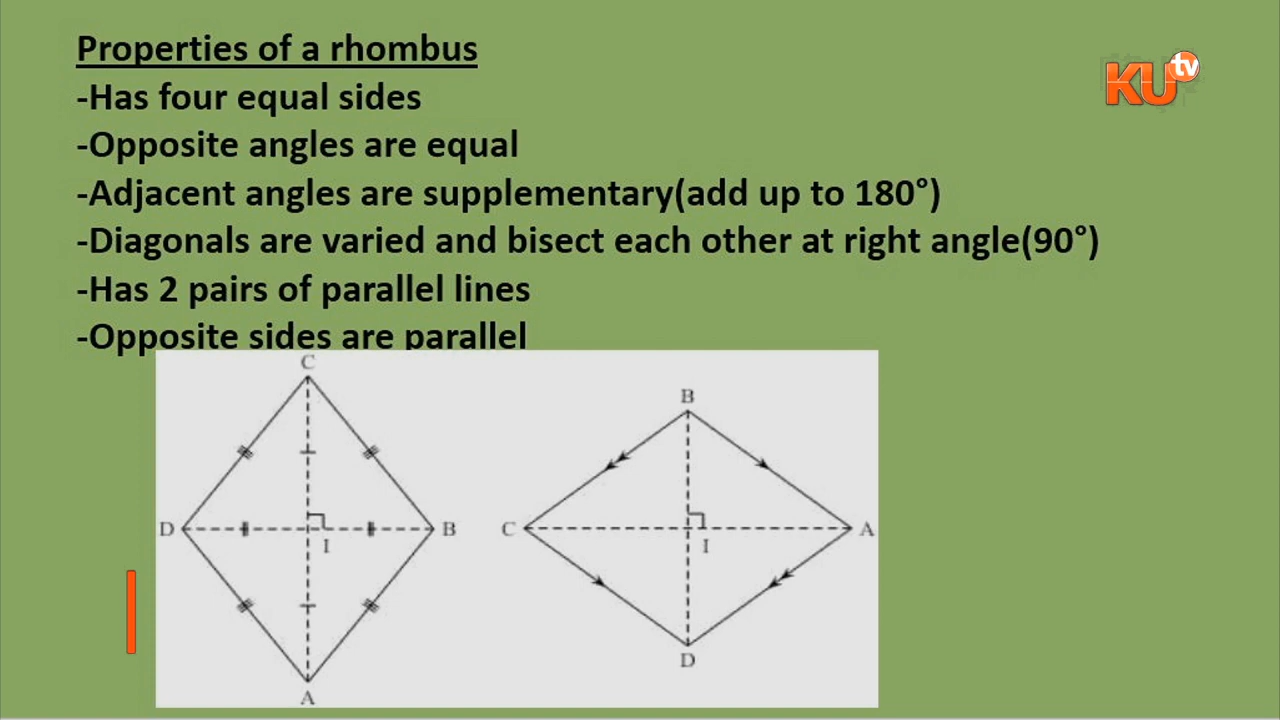 Properties of a rhombus
-Has four equal sides
-Opposite angles are equal
-Adjacent angles are supplementary(add up to 180°)
-Diagonals are varied and bisect each other at right angle(90°)
-Has 2 pairs of parallel lines
-Opposite sides are parallel
KU tv
C
D
B
I
A
B
C
A
I
D